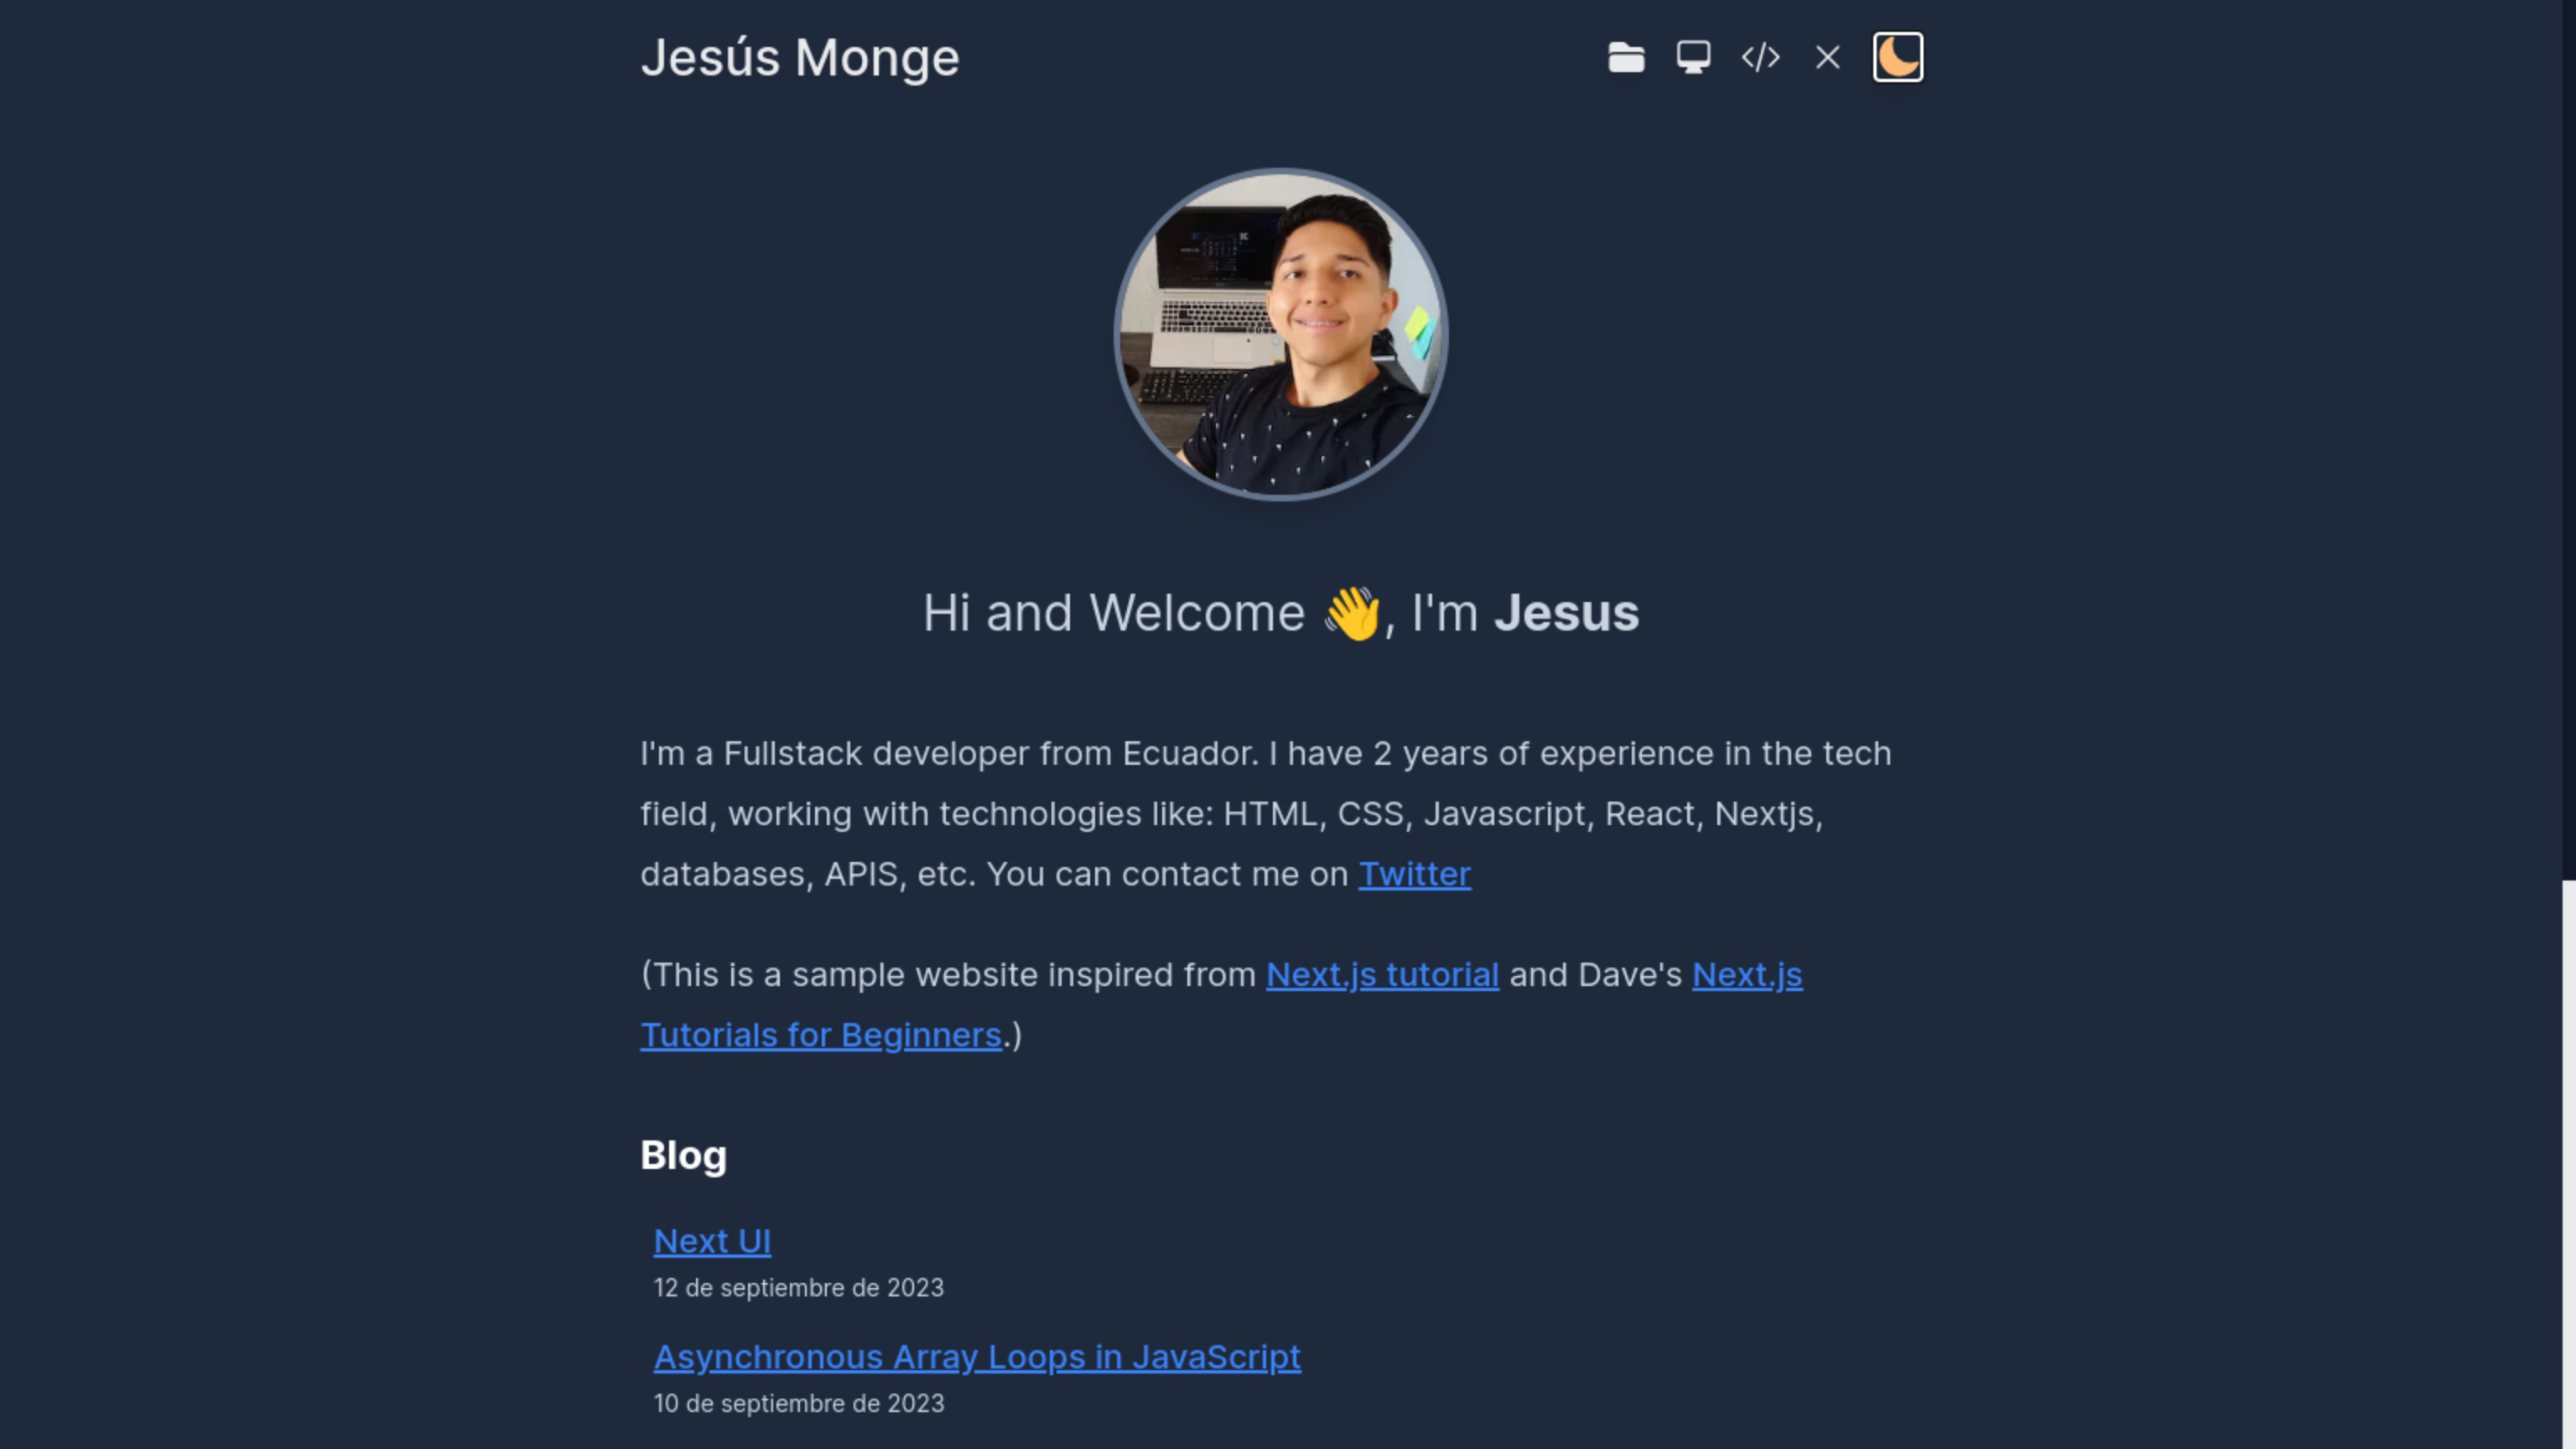 Jesús Monge
Hi and Welcome 👋, I'm Jesus
I'm a Fullstack developer from Ecuador. I have 2 years of experience in the tech
field, working with technologies like: HTML, CSS, Javascript, React, Nextjs,
databases, APIS, etc. You can contact me on Twitter
(This is a sample website inspired from Next.js tutorial and Dave's Next.js
Tutorials for Beginners.)
Blog
Next UI
12 de septiembre de 2023
Asynchronous Array Loops in JavaScript
10 de septiembre de 2023